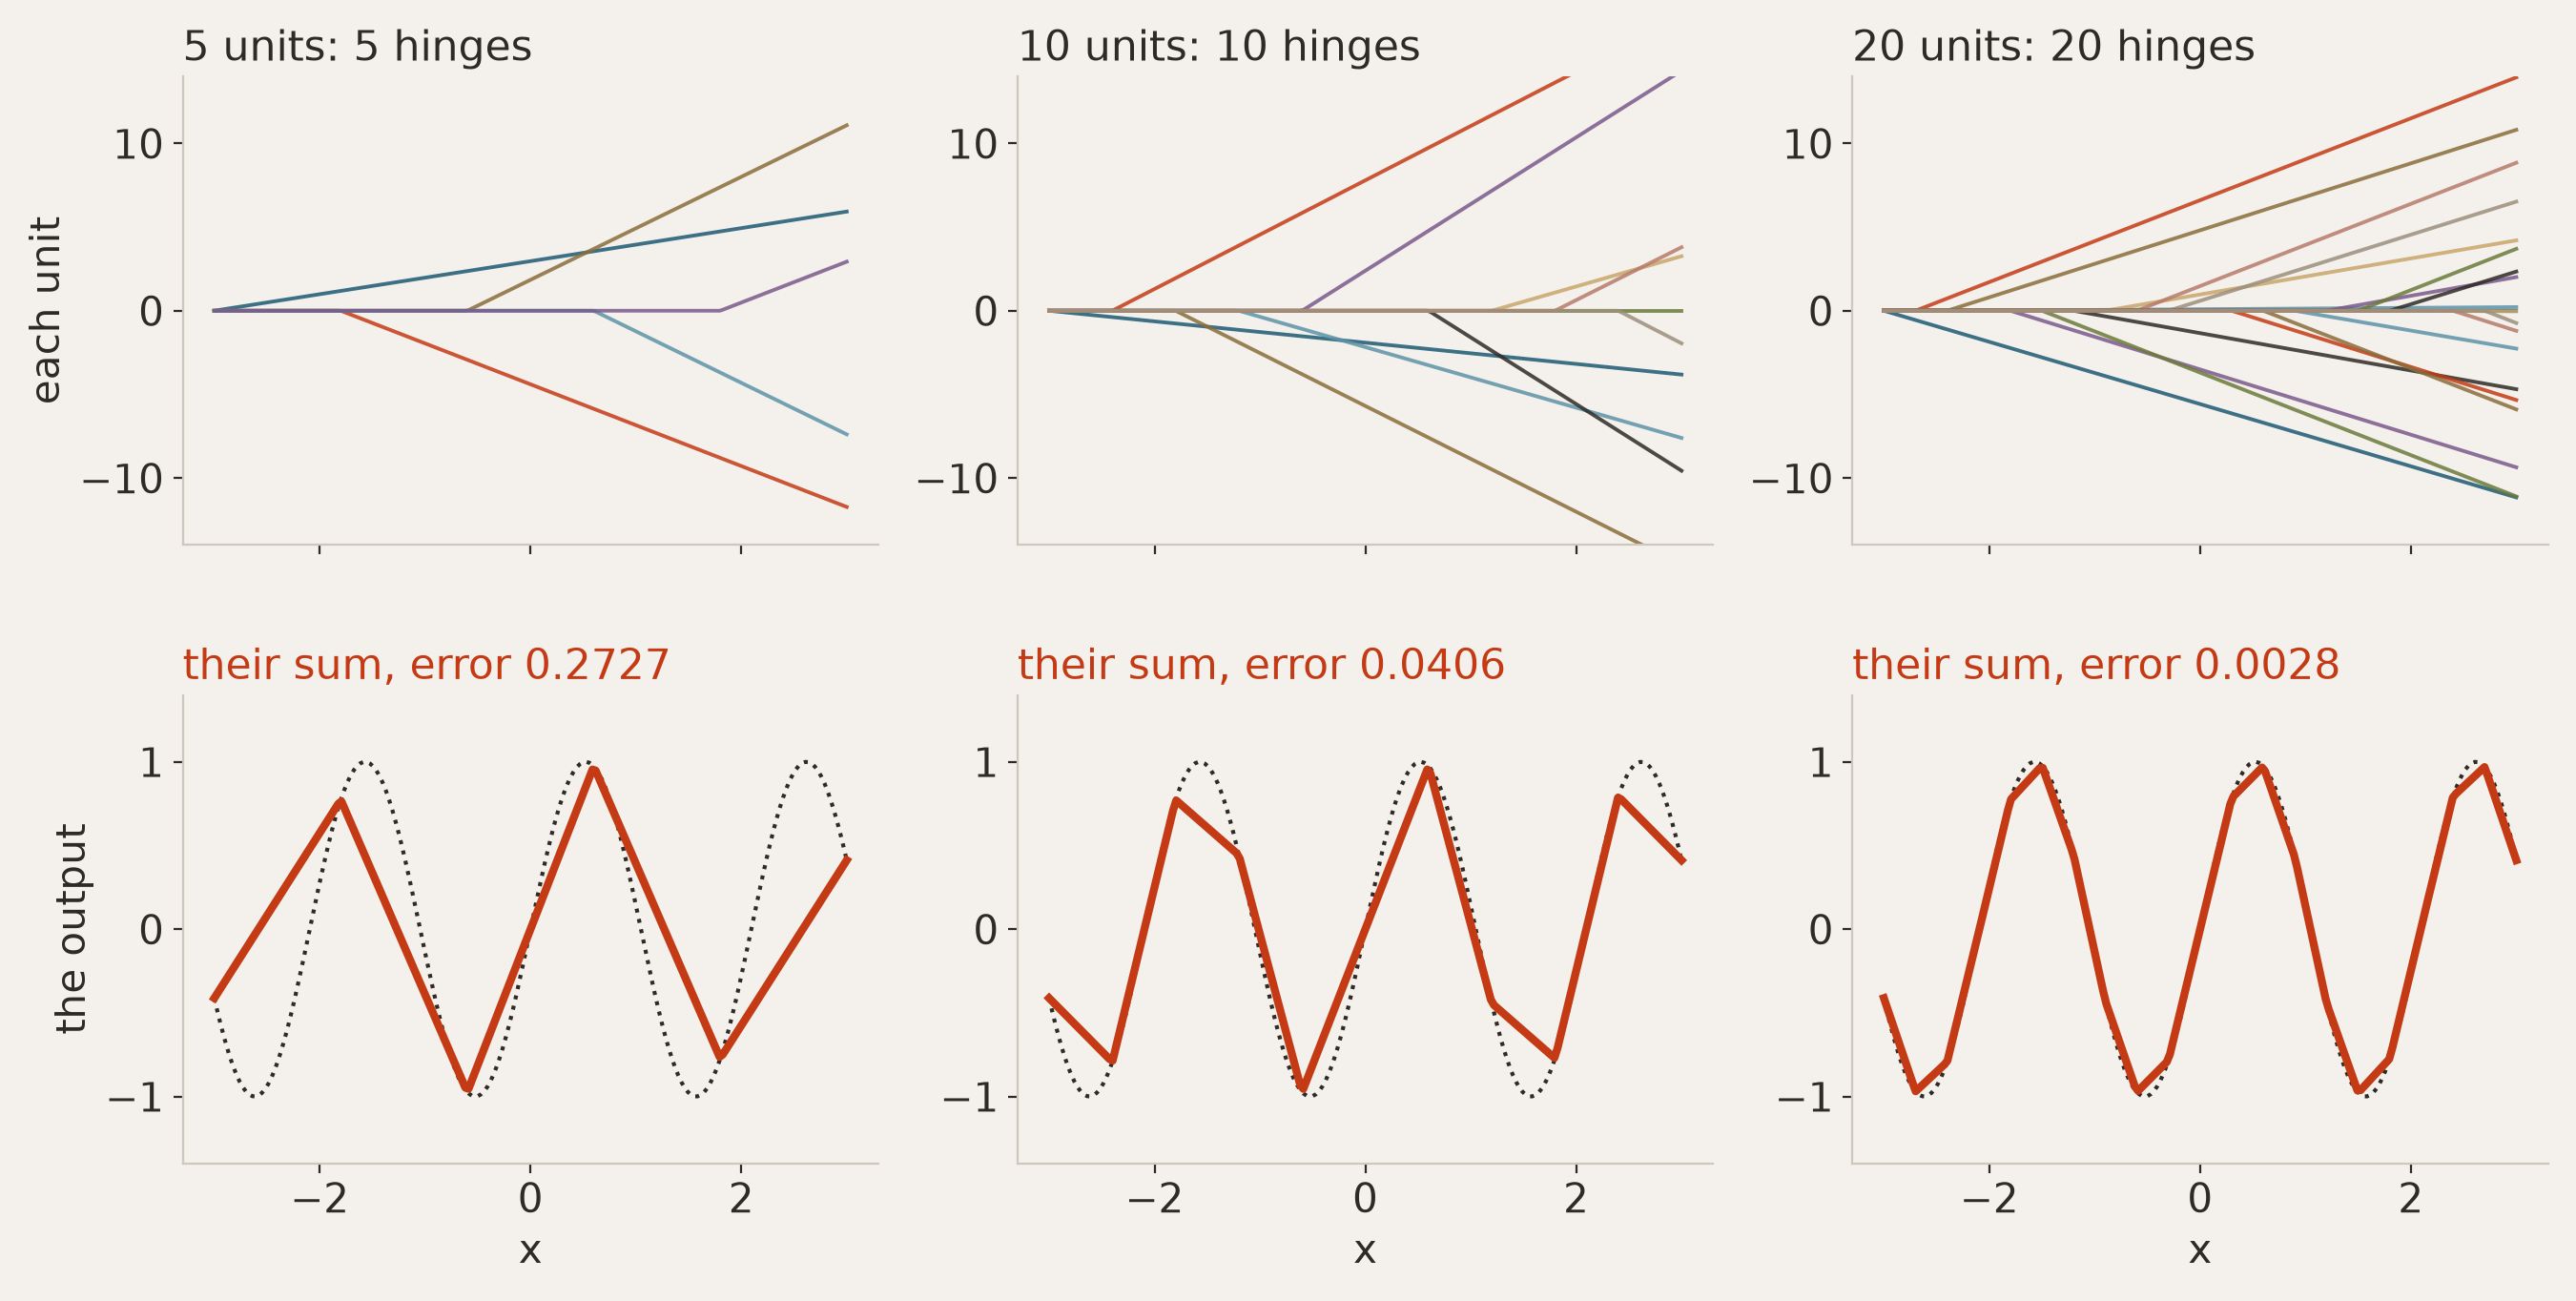 5 units: 5 hinges
10 units: 10 hinges
20 units: 20 hinges
each unit
10
0
−10
10
0
−10
10
0
−10
their sum, error 0.2727
their sum, error 0.0406
their sum, error 0.0028
the output
1
0
−1
1
0
−1
1
0
−1
−2 0 2
−2 0 2
−2 0 2
x
x
x